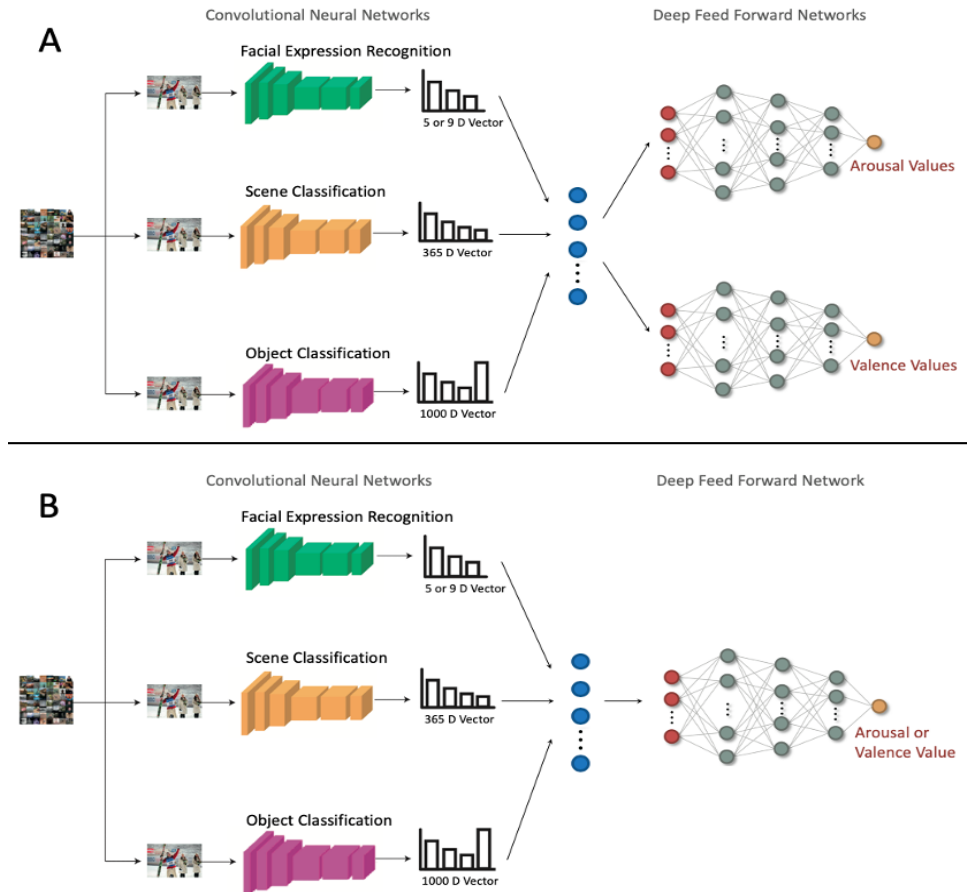 Convolutional Neural Networks
Deep Feed Forward Networks
A
Facial Expression Recognition
5 or 9 D Vector
Arousal Values
Scene Classification
365 D Vector
Object Classification
1000 D Vector
Valence Values
Convolutional Neural Networks
Deep Feed Forward Network
B
Facial Expression Recognition
5 or 9 D Vector
Scene Classification
365 D Vector
Arousal or
Valence Value
Object Classification
1000 D Vector